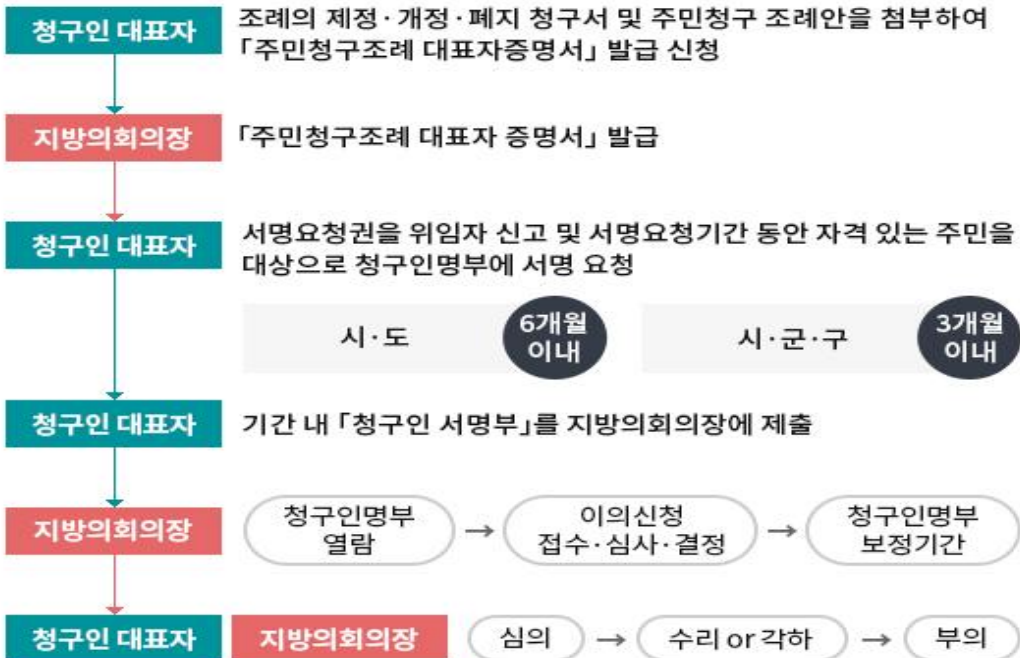 청구인 대표자
조례의 제정·개정·폐지 청구서 및 주민청구 조례안을 첨부하여
「주민청구조례 대표자증명서」 발급 신청
지방의회의장
「주민청구조례 대표자 증명서」 발급
청구인 대표자
서명요청권을 위임자 신고 및 서명요청기간 동안 자격 있는 주민을
대상으로 청구인명부에 서명 요청
시·도
6개월
이내
시·군·구
3개월
이내
청구인 대표자
기간 내 「청구인 서명부」를 지방의회의장에 제출
지방의회의장
청구인명부
열람
→
이의신청
접수·심사·결정
→
청구인명부
보정기간
청구인 대표자
지방의회의장
심의
→
수리 or 각하
→
부의